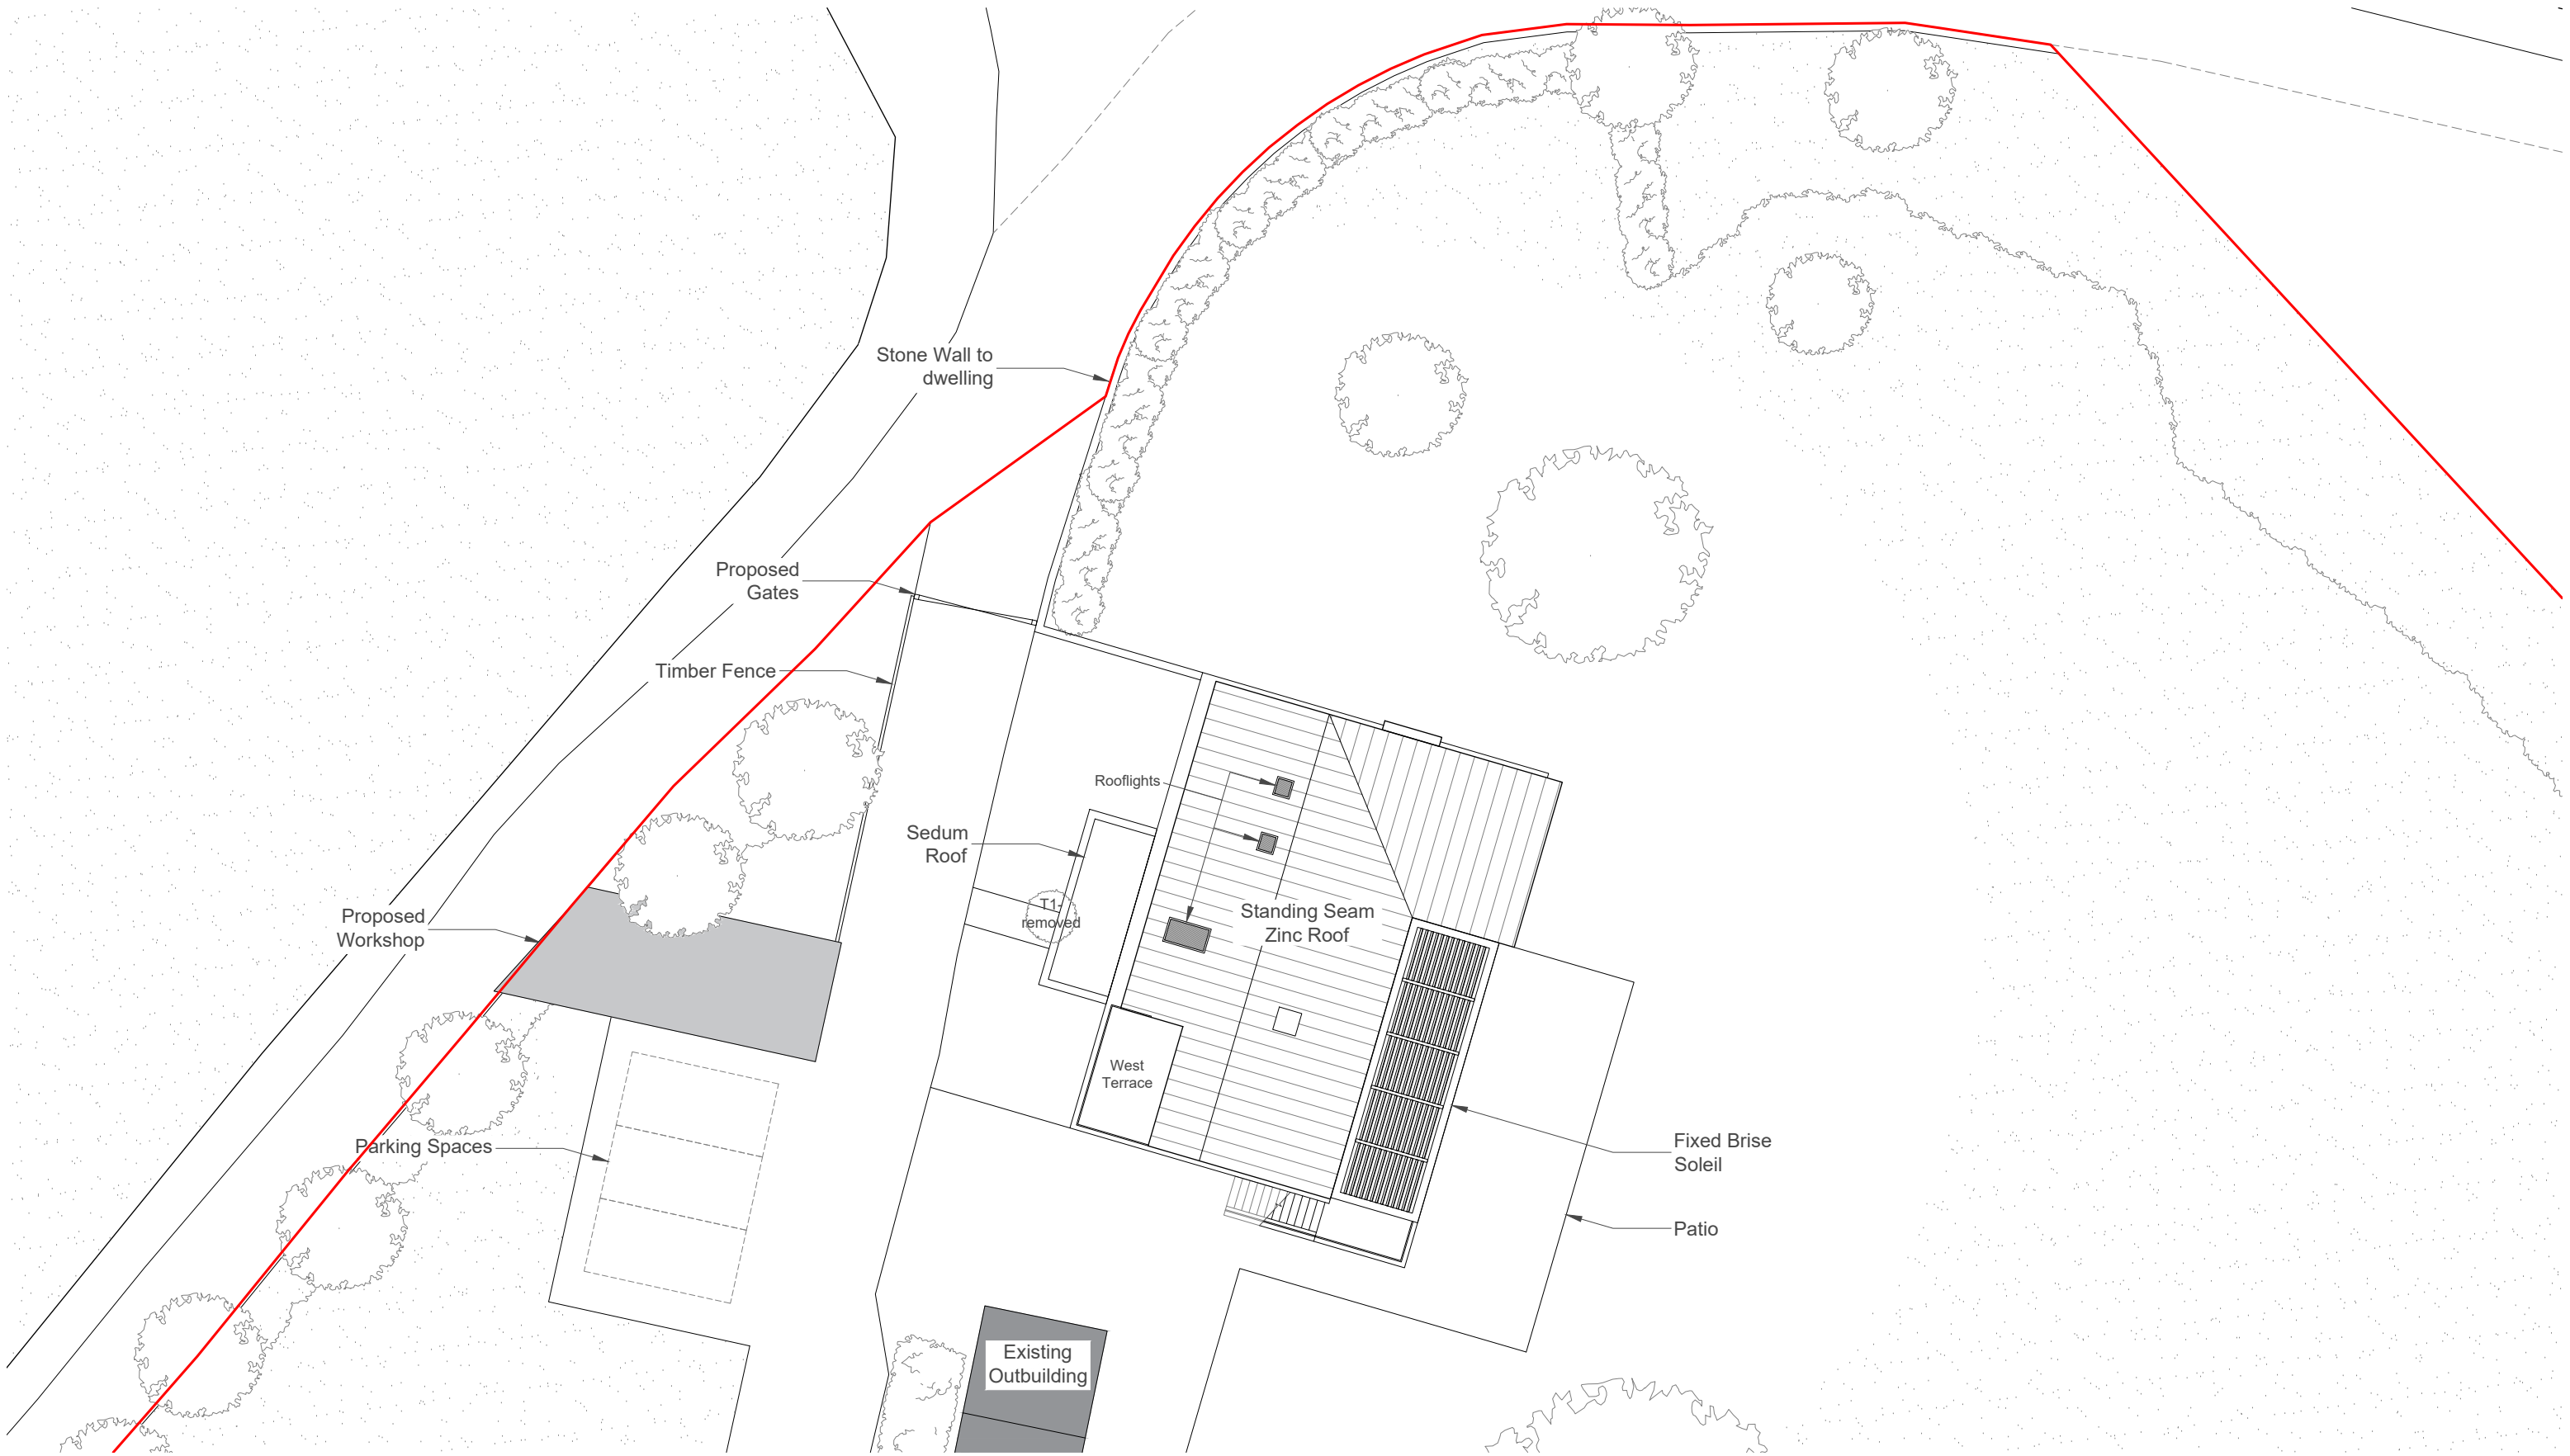 Stone Wall to
dwelling
Proposed
Gates
Timber Fence
Rooflights
Sedum
Roof
T1-
removed
Standing Seam
Zinc Roof
Proposed
Workshop
West
Terrace
Parking Spaces
Fixed Brise
Soleil
Patio
Existing
Outbuilding